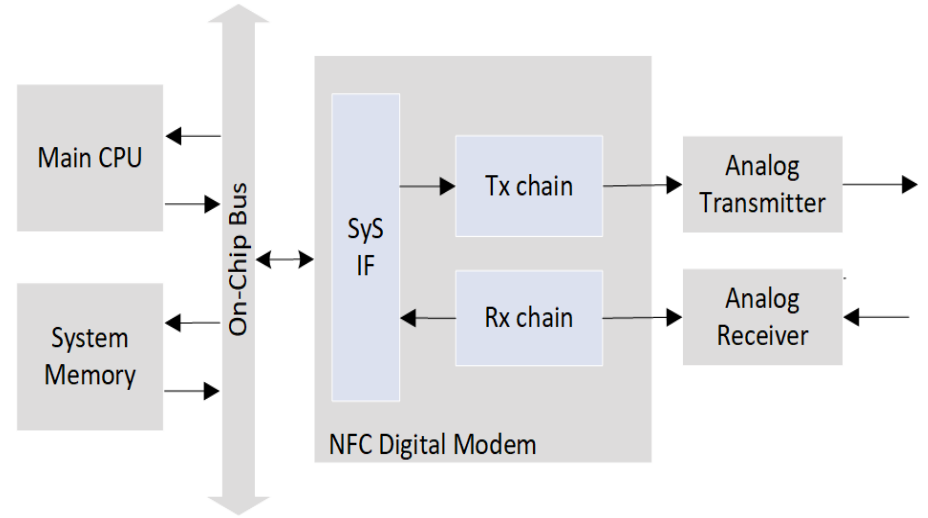 Main CPU
System
Memory
On-Chip Bus
SyS
IF
Tx chain
Rx chain
NFC Digital Modem
Analog
Transmitter
Analog
Receiver